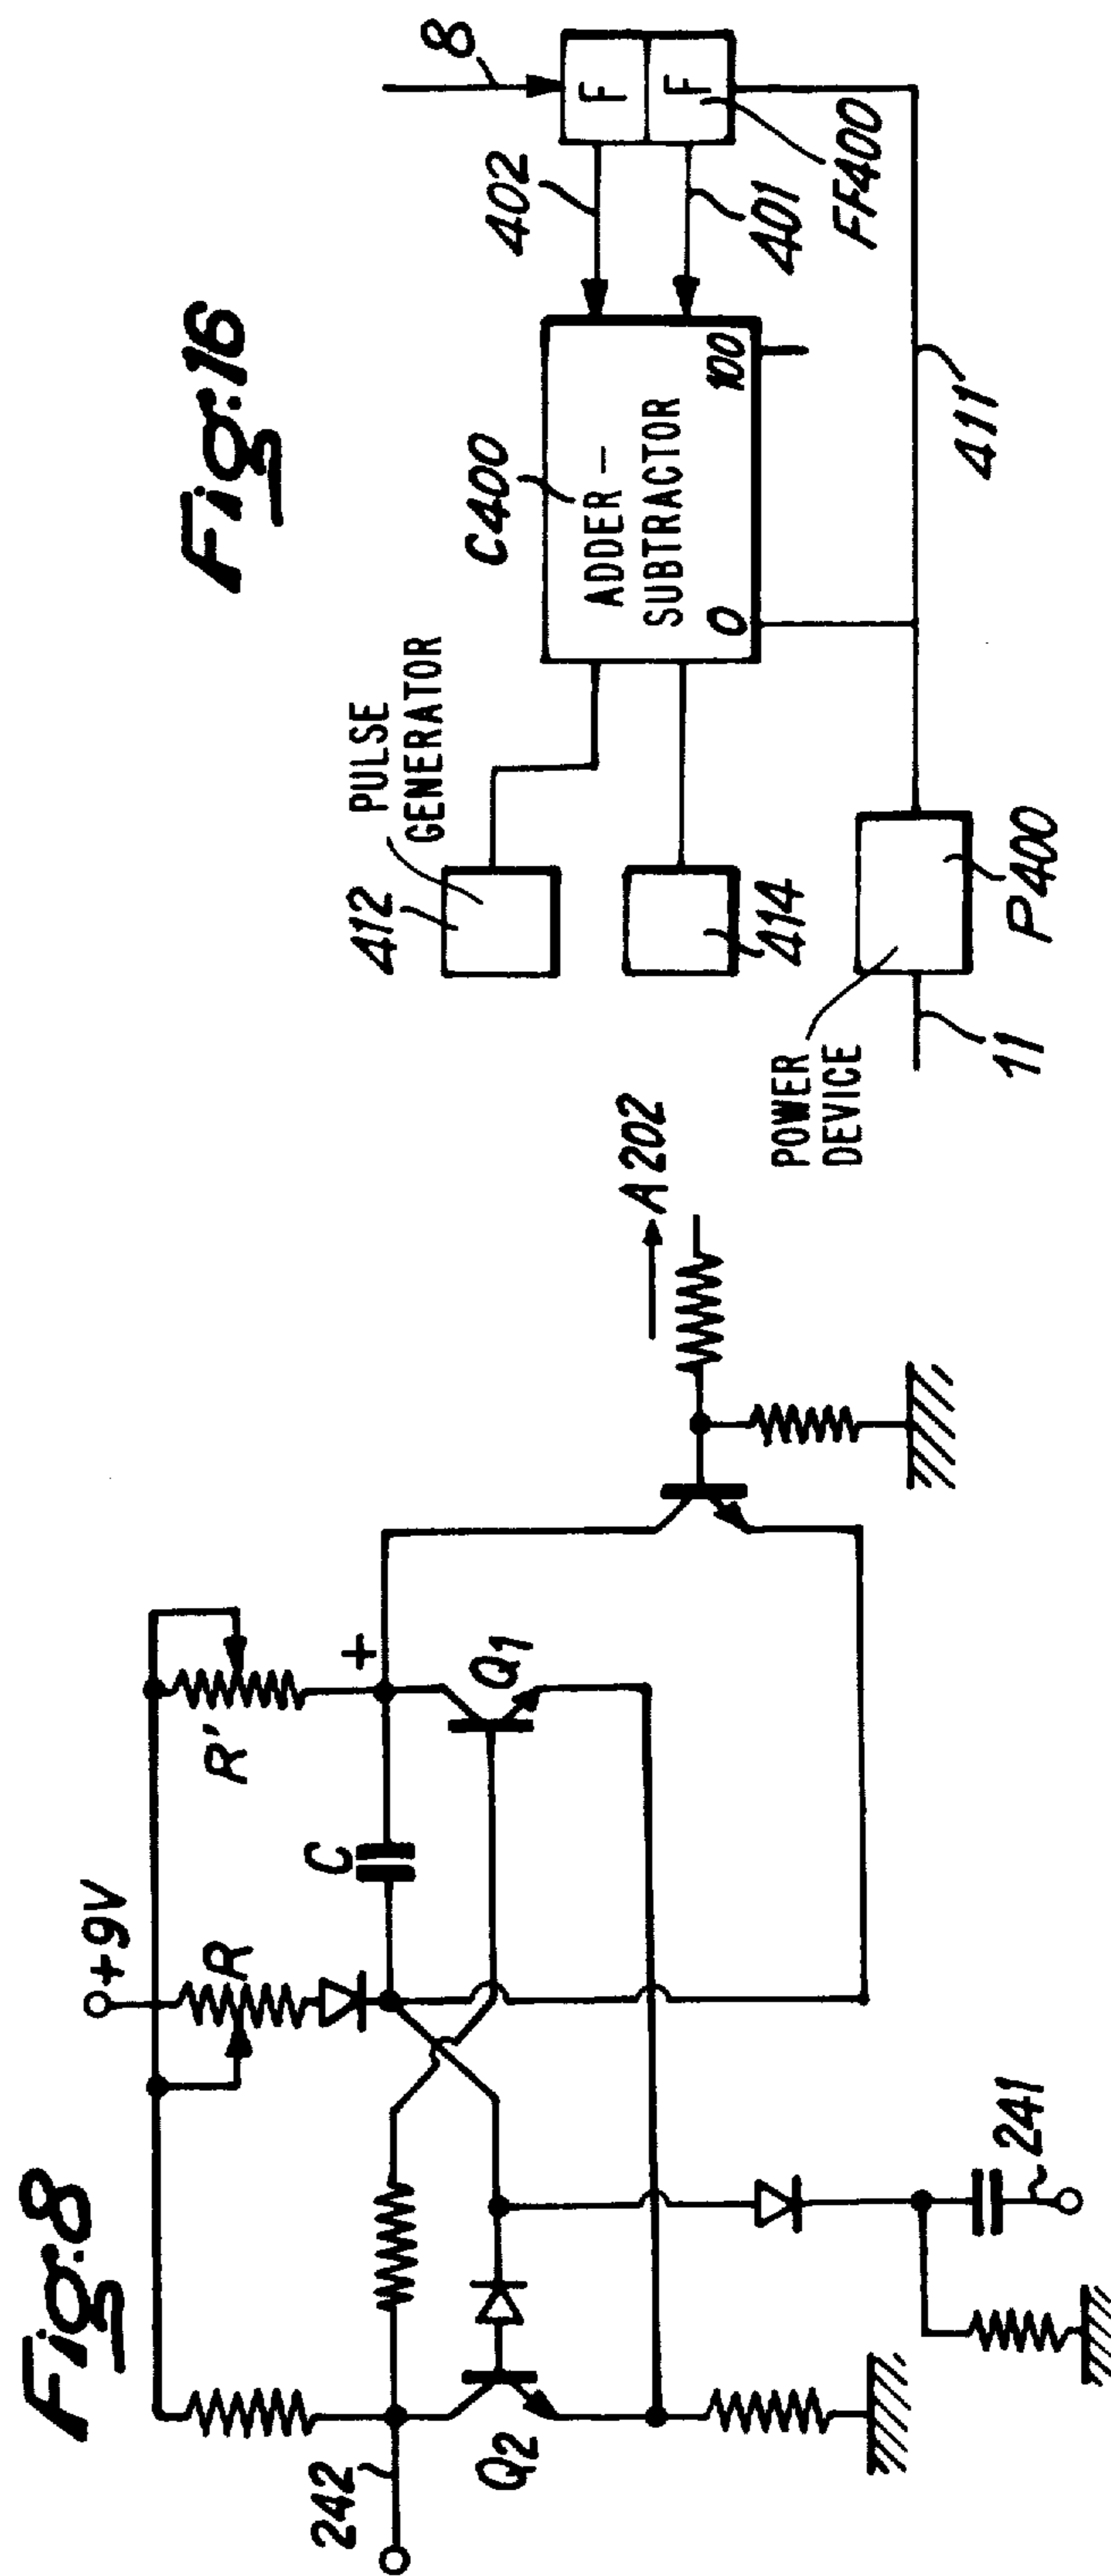 Fig.8
+9V
R
R'
C
+
242
Q2
Q1
A202
241
Fig.16
412
PULSE
GENERATOR
C400
ADDER –
SUBTRACTOR
0
100
402
401
8
F
F
FF400
414
POWER
DEVICE
11
P400
411